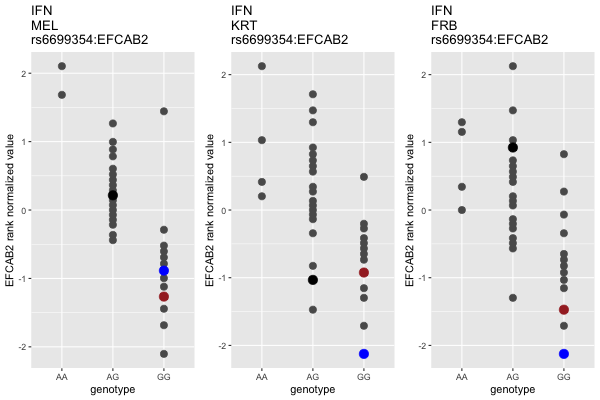 IFN
MEL
rs6699354:EFCAB2
EFCAB2 rank normalized value
2
1
0
-1
-2
AA
AG
GG
genotype
IFN
KRT
rs6699354:EFCAB2
EFCAB2 rank normalized value
2
1
0
-1
-2
AA
AG
GG
genotype
IFN
FRB
rs6699354:EFCAB2
EFCAB2 rank normalized value
2
1
0
-1
-2
AA
AG
GG
genotype